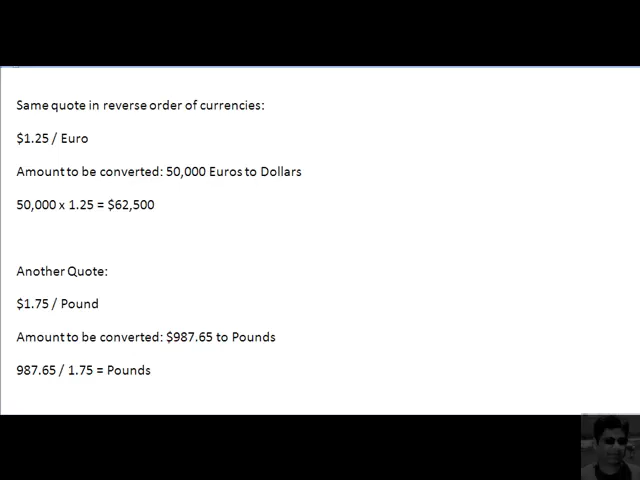 Same quote in reverse order of currencies:
$1.25 / Euro
Amount to be converted: 50,000 Euros to Dollars
50,000 x 1.25 = $62,500
Another Quote:
$1.75 / Pound
Amount to be converted: $987.65 to Pounds
987.65 / 1.75 = Pounds